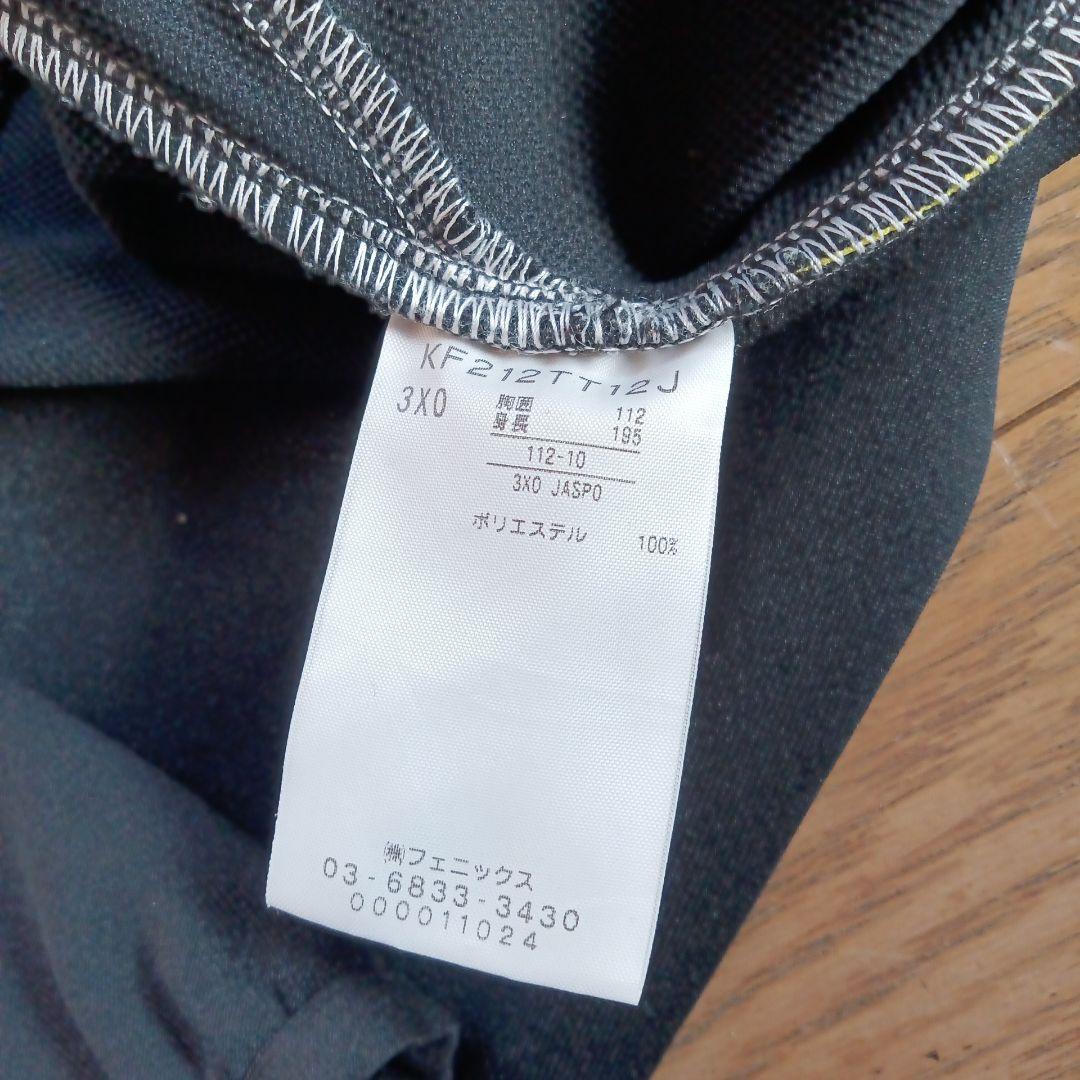 KF212TT12J
3XO 胸囲 112
身長 195
112-10
3XO JASPO
ポリエステル 100%
㈱フェニックス
03-6833-3430
000011024